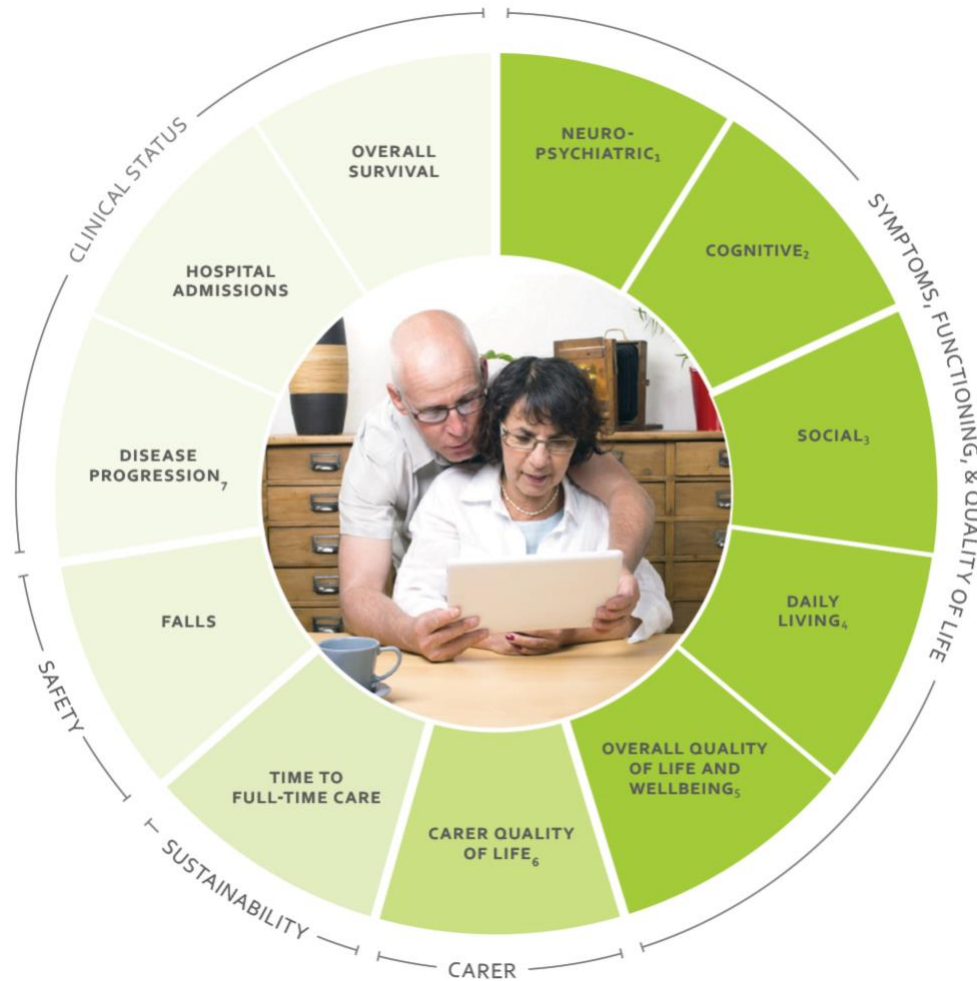 NEURO-
PSYCHIATRIC₁
COGNITIVE₂
SOCIAL₃
DAILY
LIVING₄
OVERALL QUALITY
OF LIFE AND
WELLBEING₅
CARER QUALITY
OF LIFE₆
TIME TO
FULL-TIME CARE
FALLS
DISEASE
PROGRESSION₇
HOSPITAL
ADMISSIONS
OVERALL
SURVIVAL
SYMPTOMS, FUNCTIONING, & QUALITY OF LIFE
CARER
SUSTAINABILITY
SAFETY
CLINICAL STATUS